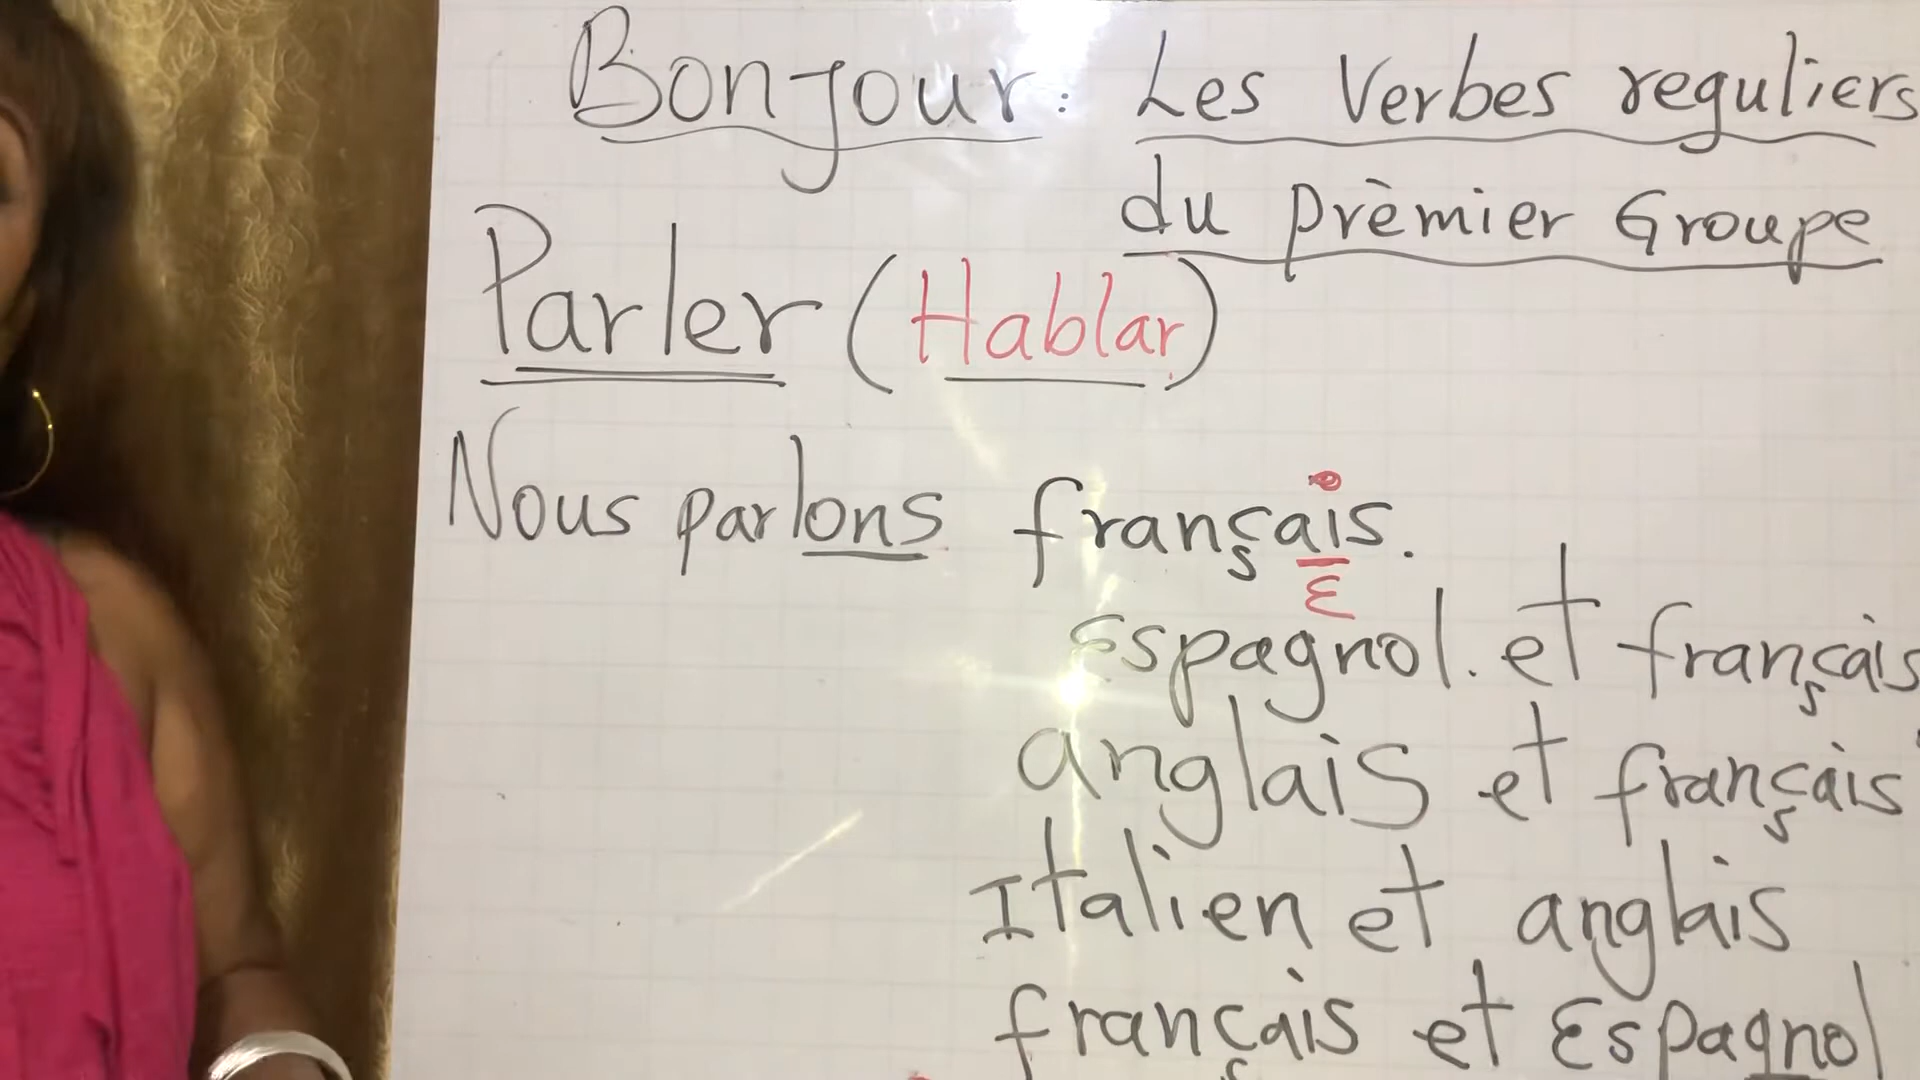 Bonjour: Les Verbes reguliers
du prèmier Groupe
Parler (Hablar)
Nous parlons français.
s
ε
Espagnol. et français
s
anglais et français
s
Italien et anglais
français et Espagnol